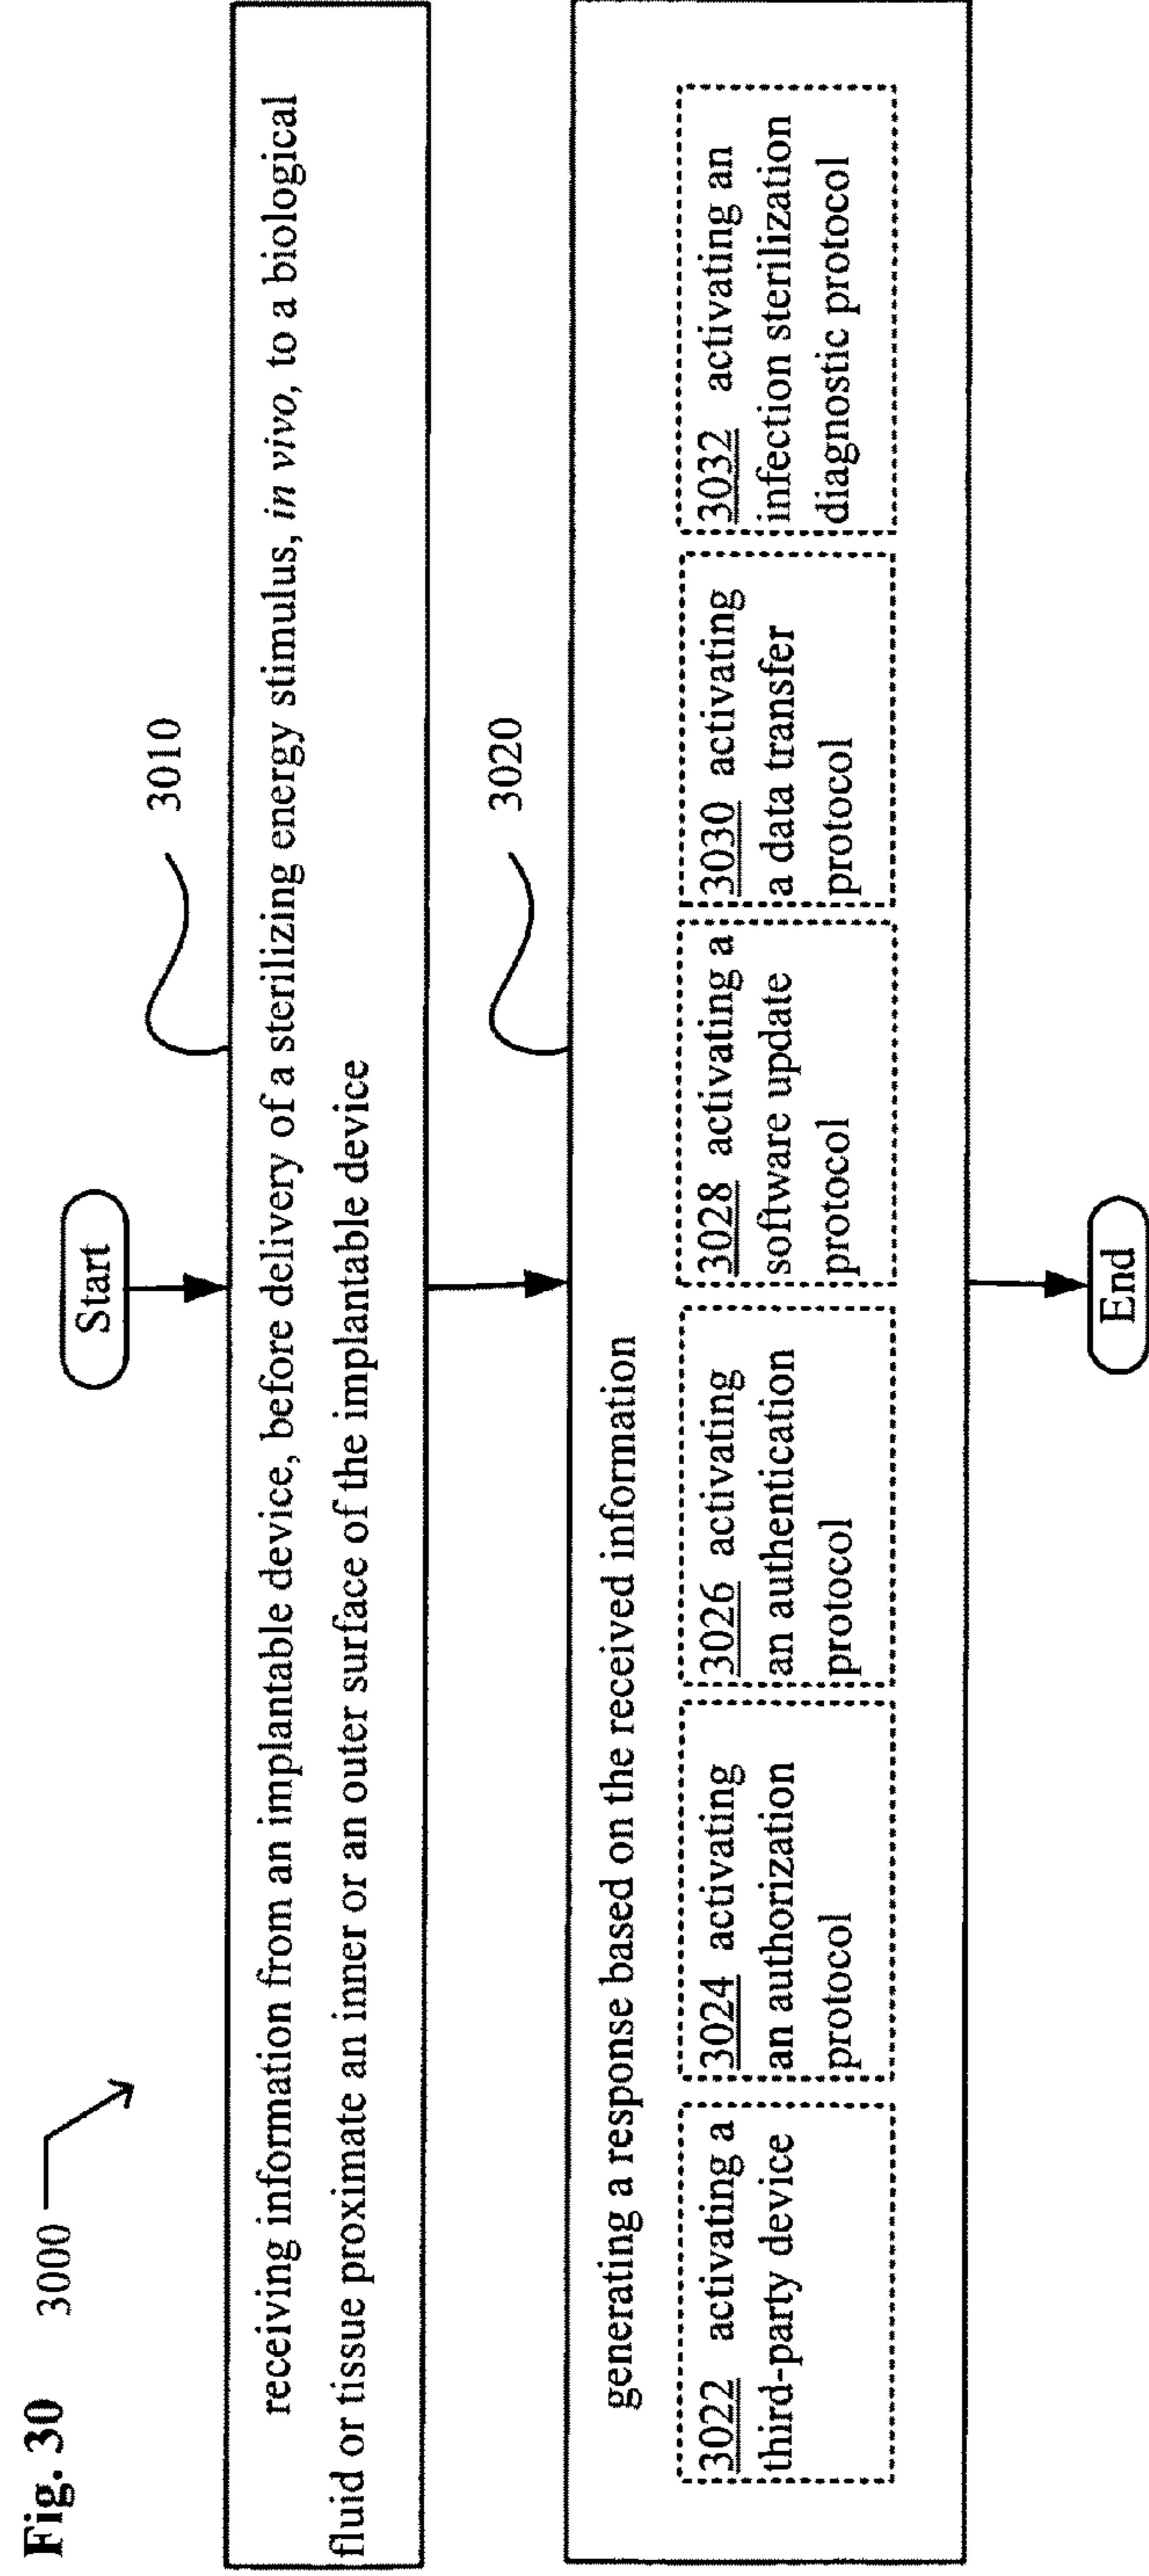 Fig. 30
3000
Start
3010
receiving information from an implantable device, before delivery of a sterilizing energy stimulus, in vivo, to a biological
fluid or tissue proximate an inner or an outer surface of the implantable device
3020
generating a response based on the received information
3022 activating a
third-party device
3024 activating
an authorization
protocol
3026 activating
an authentication
protocol
3028 activating a
software update
protocol
3030 activating
a data transfer
protocol
3032 activating an
infection sterilization
diagnostic protocol
End